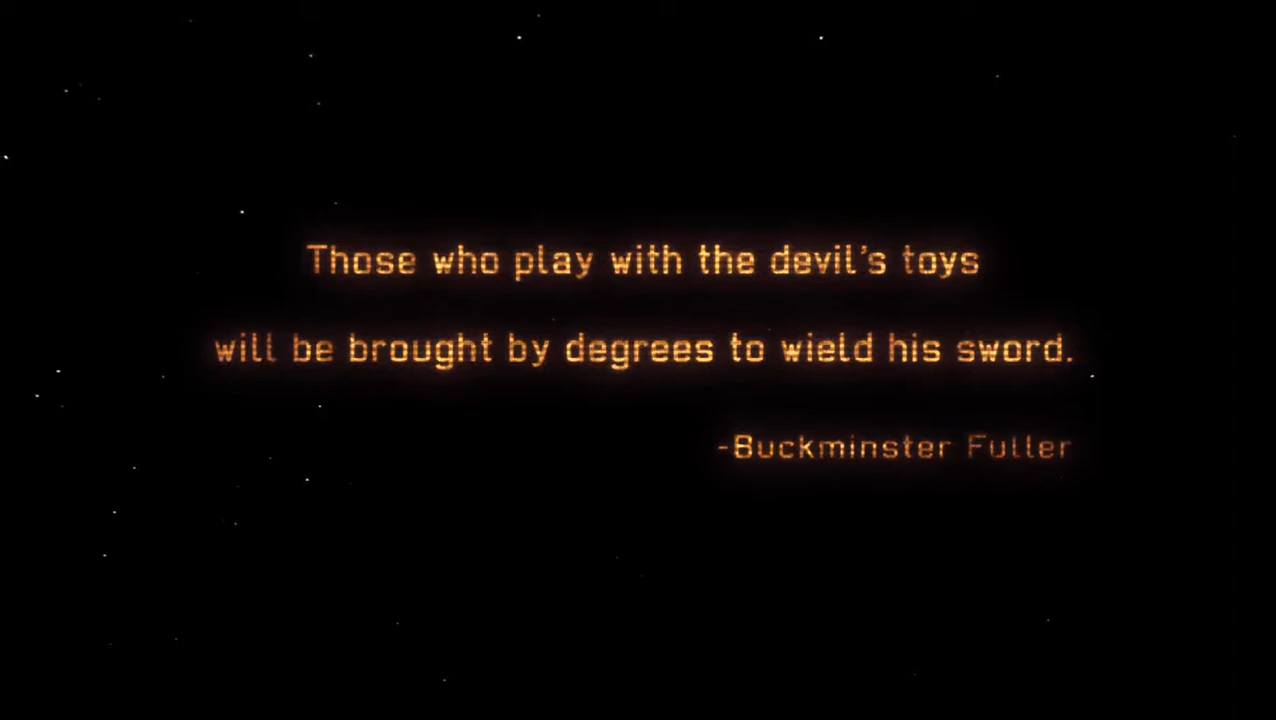 Those who play with the devil’s toys
will be brought by degrees to wield his sword.
-Buckminster Fuller